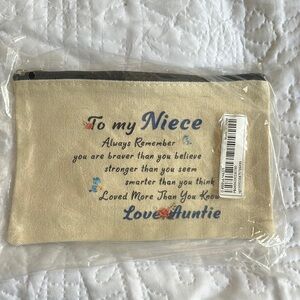 To my Niece
Always Remember
you are braver than you believe
stronger than you seem
smarter than you think
Loved More Than You Know
Love Auntie